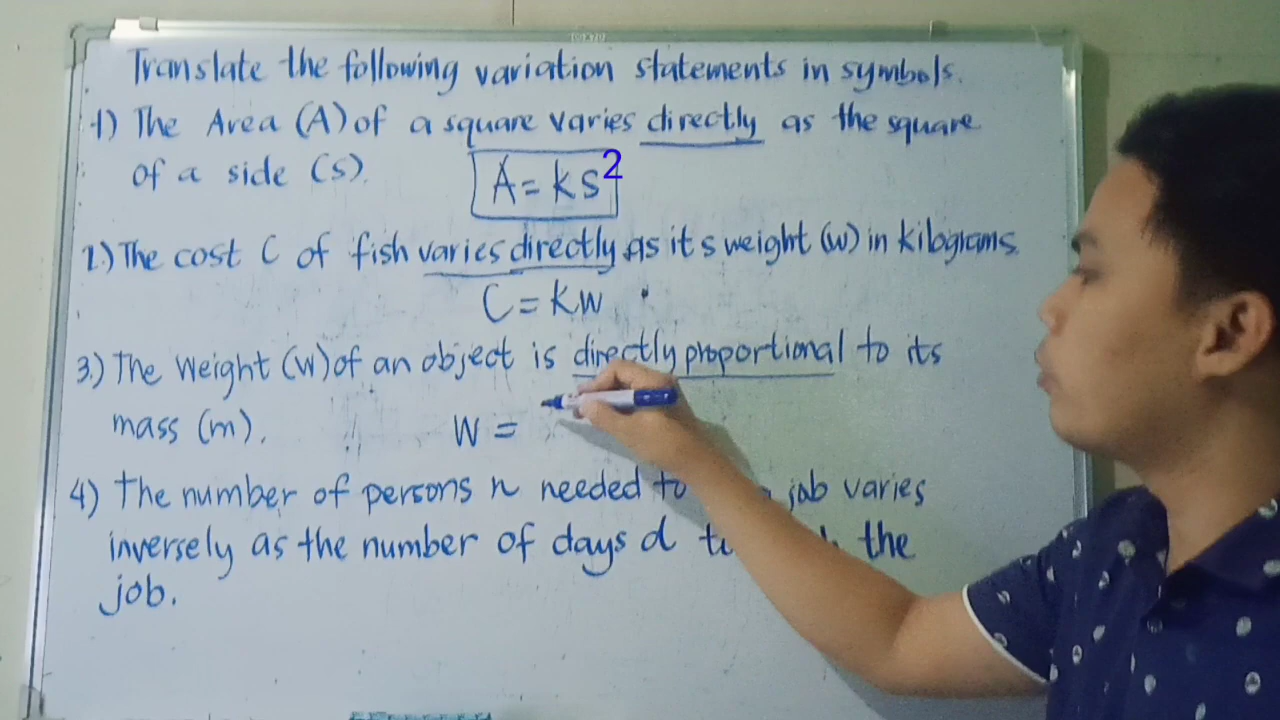 Translate the following variation statements in symbols.
1) The Area (A) of a square varies directly as the square
of a side (s).
A = ks²
2.) The cost C of fish varies directly as its weight (w) in kilograms.
C = kw
3.) The Weight (w) of an object is directly proportional to its
mass (m).
W =
4) The number of persons n needed to job varies
inversely as the number of days d the
job.